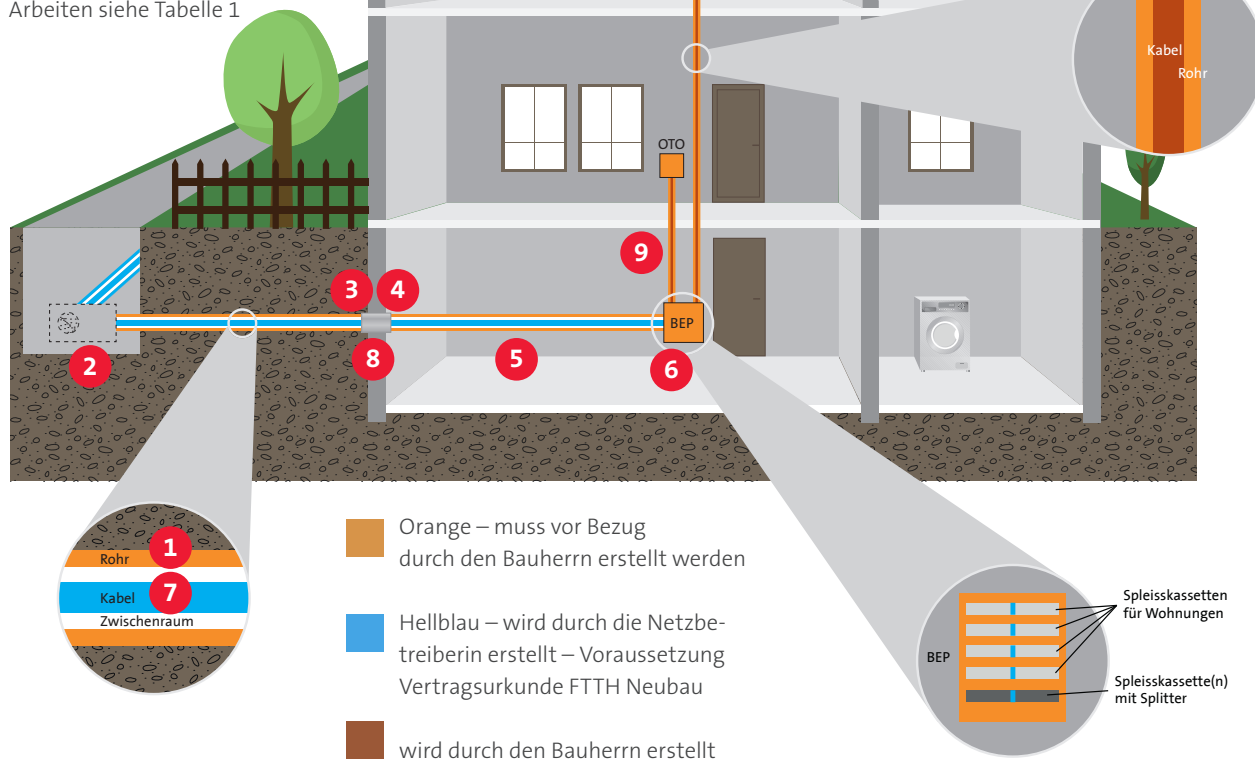 Arbeiten siehe Tabelle 1
Kabel
Rohr
OTO
9
3
4
BEP
2
8
5
6
Rohr
1
Kabel
7
Zwischenraum
Orange – muss vor Bezug
durch den Bauherrn erstellt werden
Hellblau – wird durch die Netzbe-
treiberin erstellt – Voraussetzung
Vertragsurkunde FTTH Neubau
wird durch den Bauherrn erstellt
BEP
Spleisskassetten
für Wohnungen
Spleisskassette(n)
mit Splitter